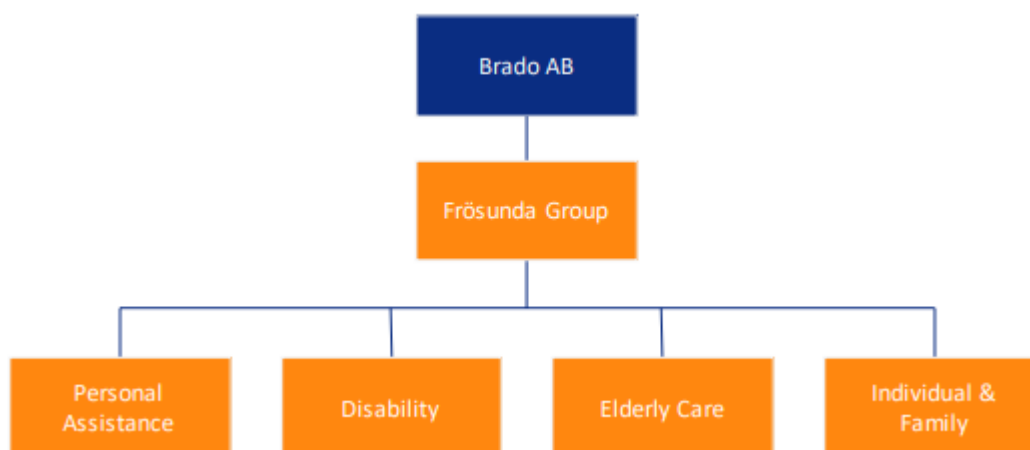 Brado AB
Frösunda Group
Personal
Assistance
Disability
Elderly Care
Individual &
Family